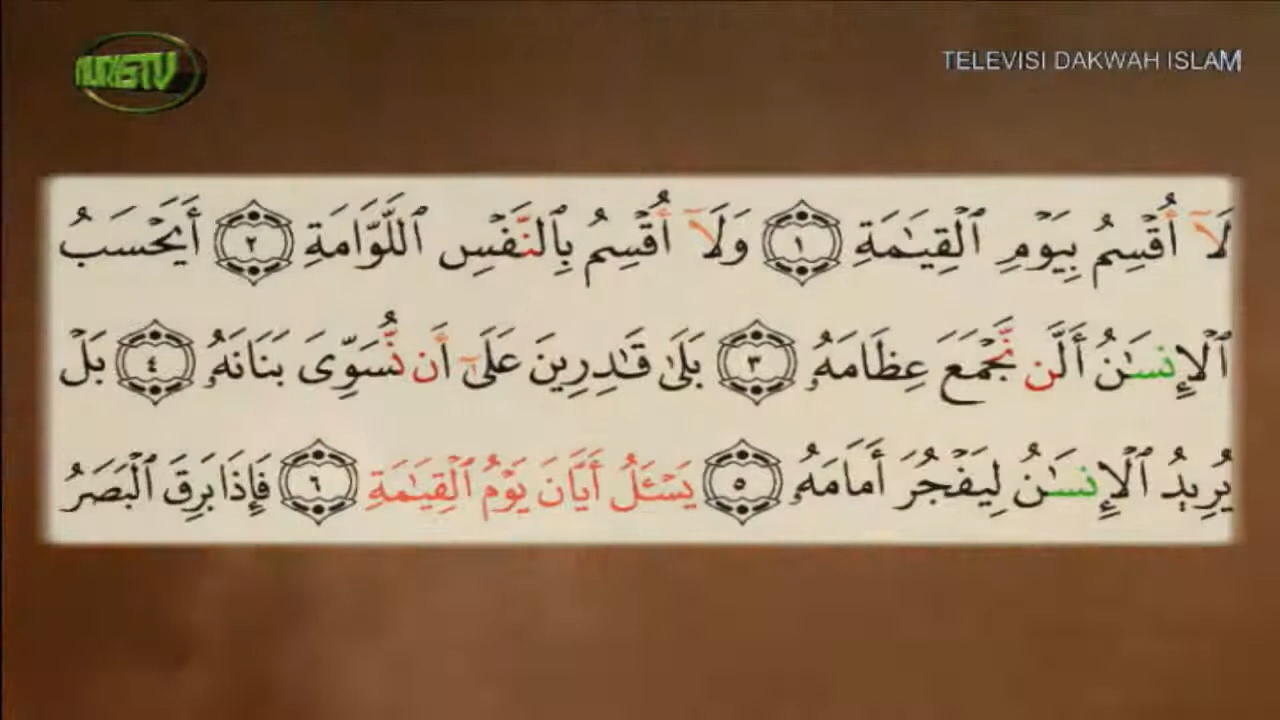 NURISTV
TELEVISI DAKWAH ISLAM
لَآ أُقْسِمُ بِيَوْمِ ٱلْقِيَـٰمَةِ ١ وَلَآ أُقْسِمُ بِٱلنَّفْسِ ٱللَّوَّامَةِ ٢ أَيَحْسَبُ
ٱلْإِنسَـٰنُ أَلَّن نَّجْمَعَ عِظَامَهُۥ ٣ بَلَىٰ قَـٰدِرِينَ عَلَىٰٓ أَن نُّسَوِّىَ بَنَانَهُۥ ٤ بَلْ
يُرِيدُ ٱلْإِنسَـٰنُ لِيَفْجُرَ أَمَامَهُۥ ٥ يَسْـَٔلُ أَيَّانَ يَوْمُ ٱلْقِيَـٰمَةِ ٦ فَإِذَا بَرِقَ ٱلْبَصَرُ